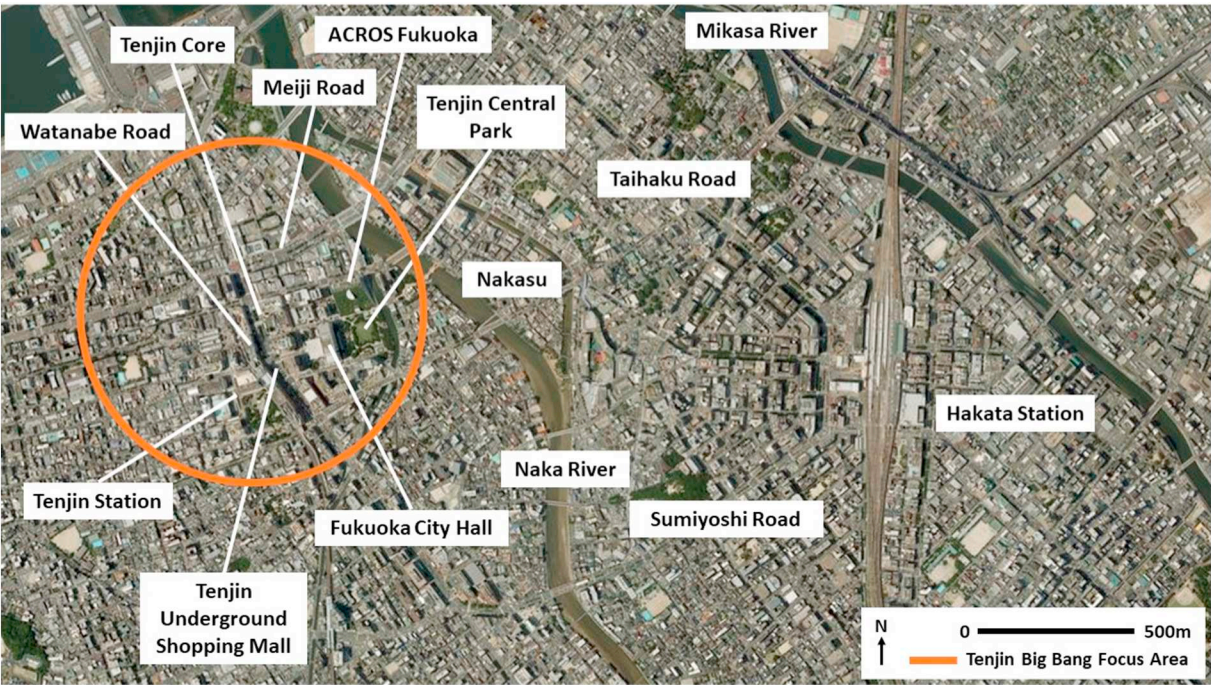 Tenjin Core
ACROS Fukuoka
Mikasa River
Meiji Road
Tenjin Central
Park
Watanabe Road
Taihaku Road
Nakasu
Hakata Station
Naka River
Tenjin Station
Sumiyoshi Road
Fukuoka City Hall
Tenjin
Underground
Shopping Mall
N
0 500m
Tenjin Big Bang Focus Area